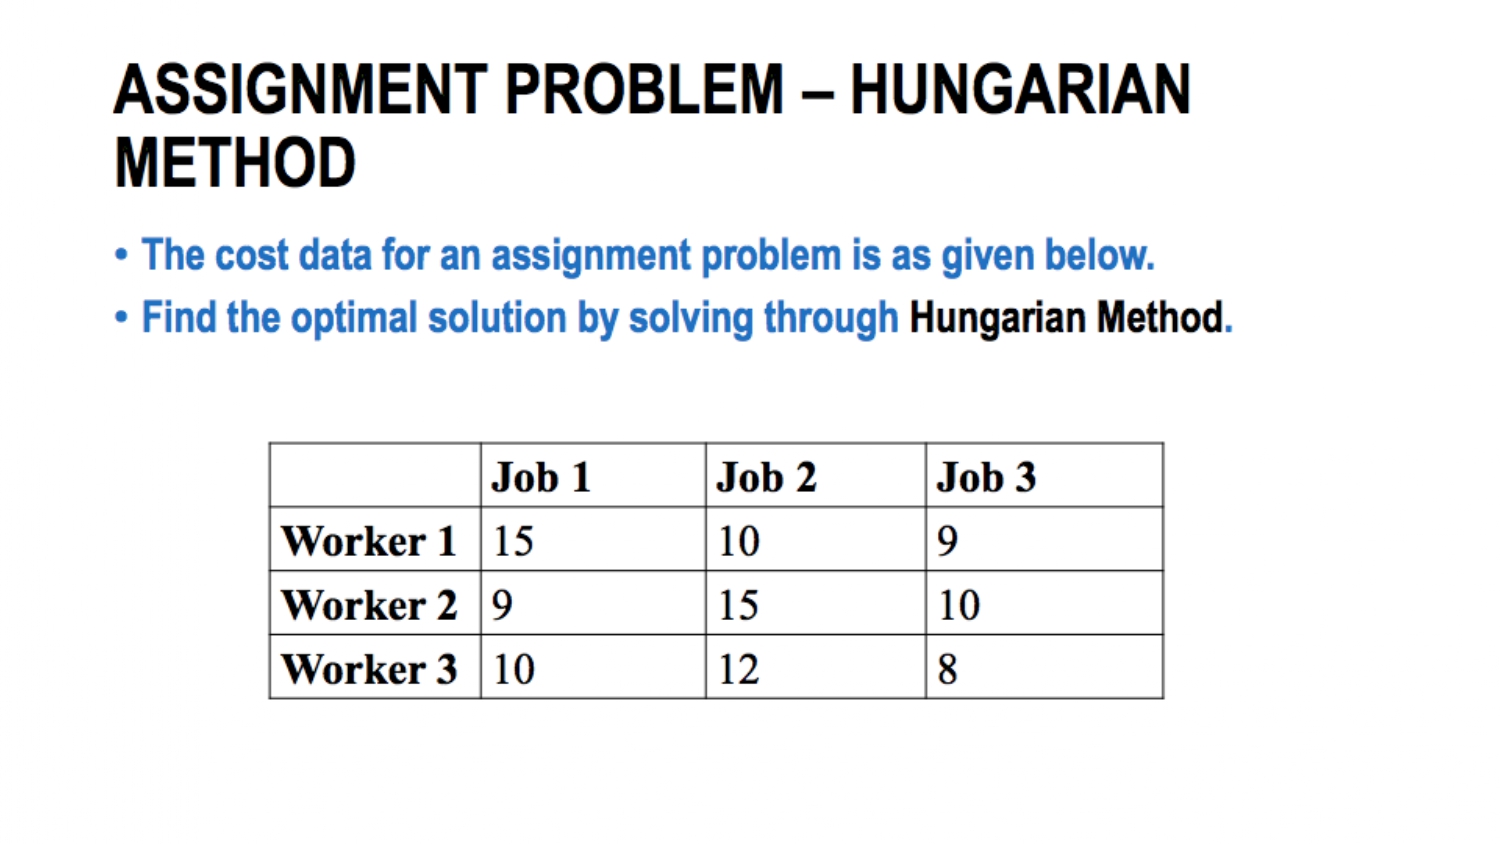 ASSIGNMENT PROBLEM – HUNGARIAN
METHOD
• The cost data for an assignment problem is as given below.
• Find the optimal solution by solving through Hungarian Method.
Job 1 Job 2 Job 3
Worker 1 15 10 9
Worker 2 9 15 10
Worker 3 10 12 8